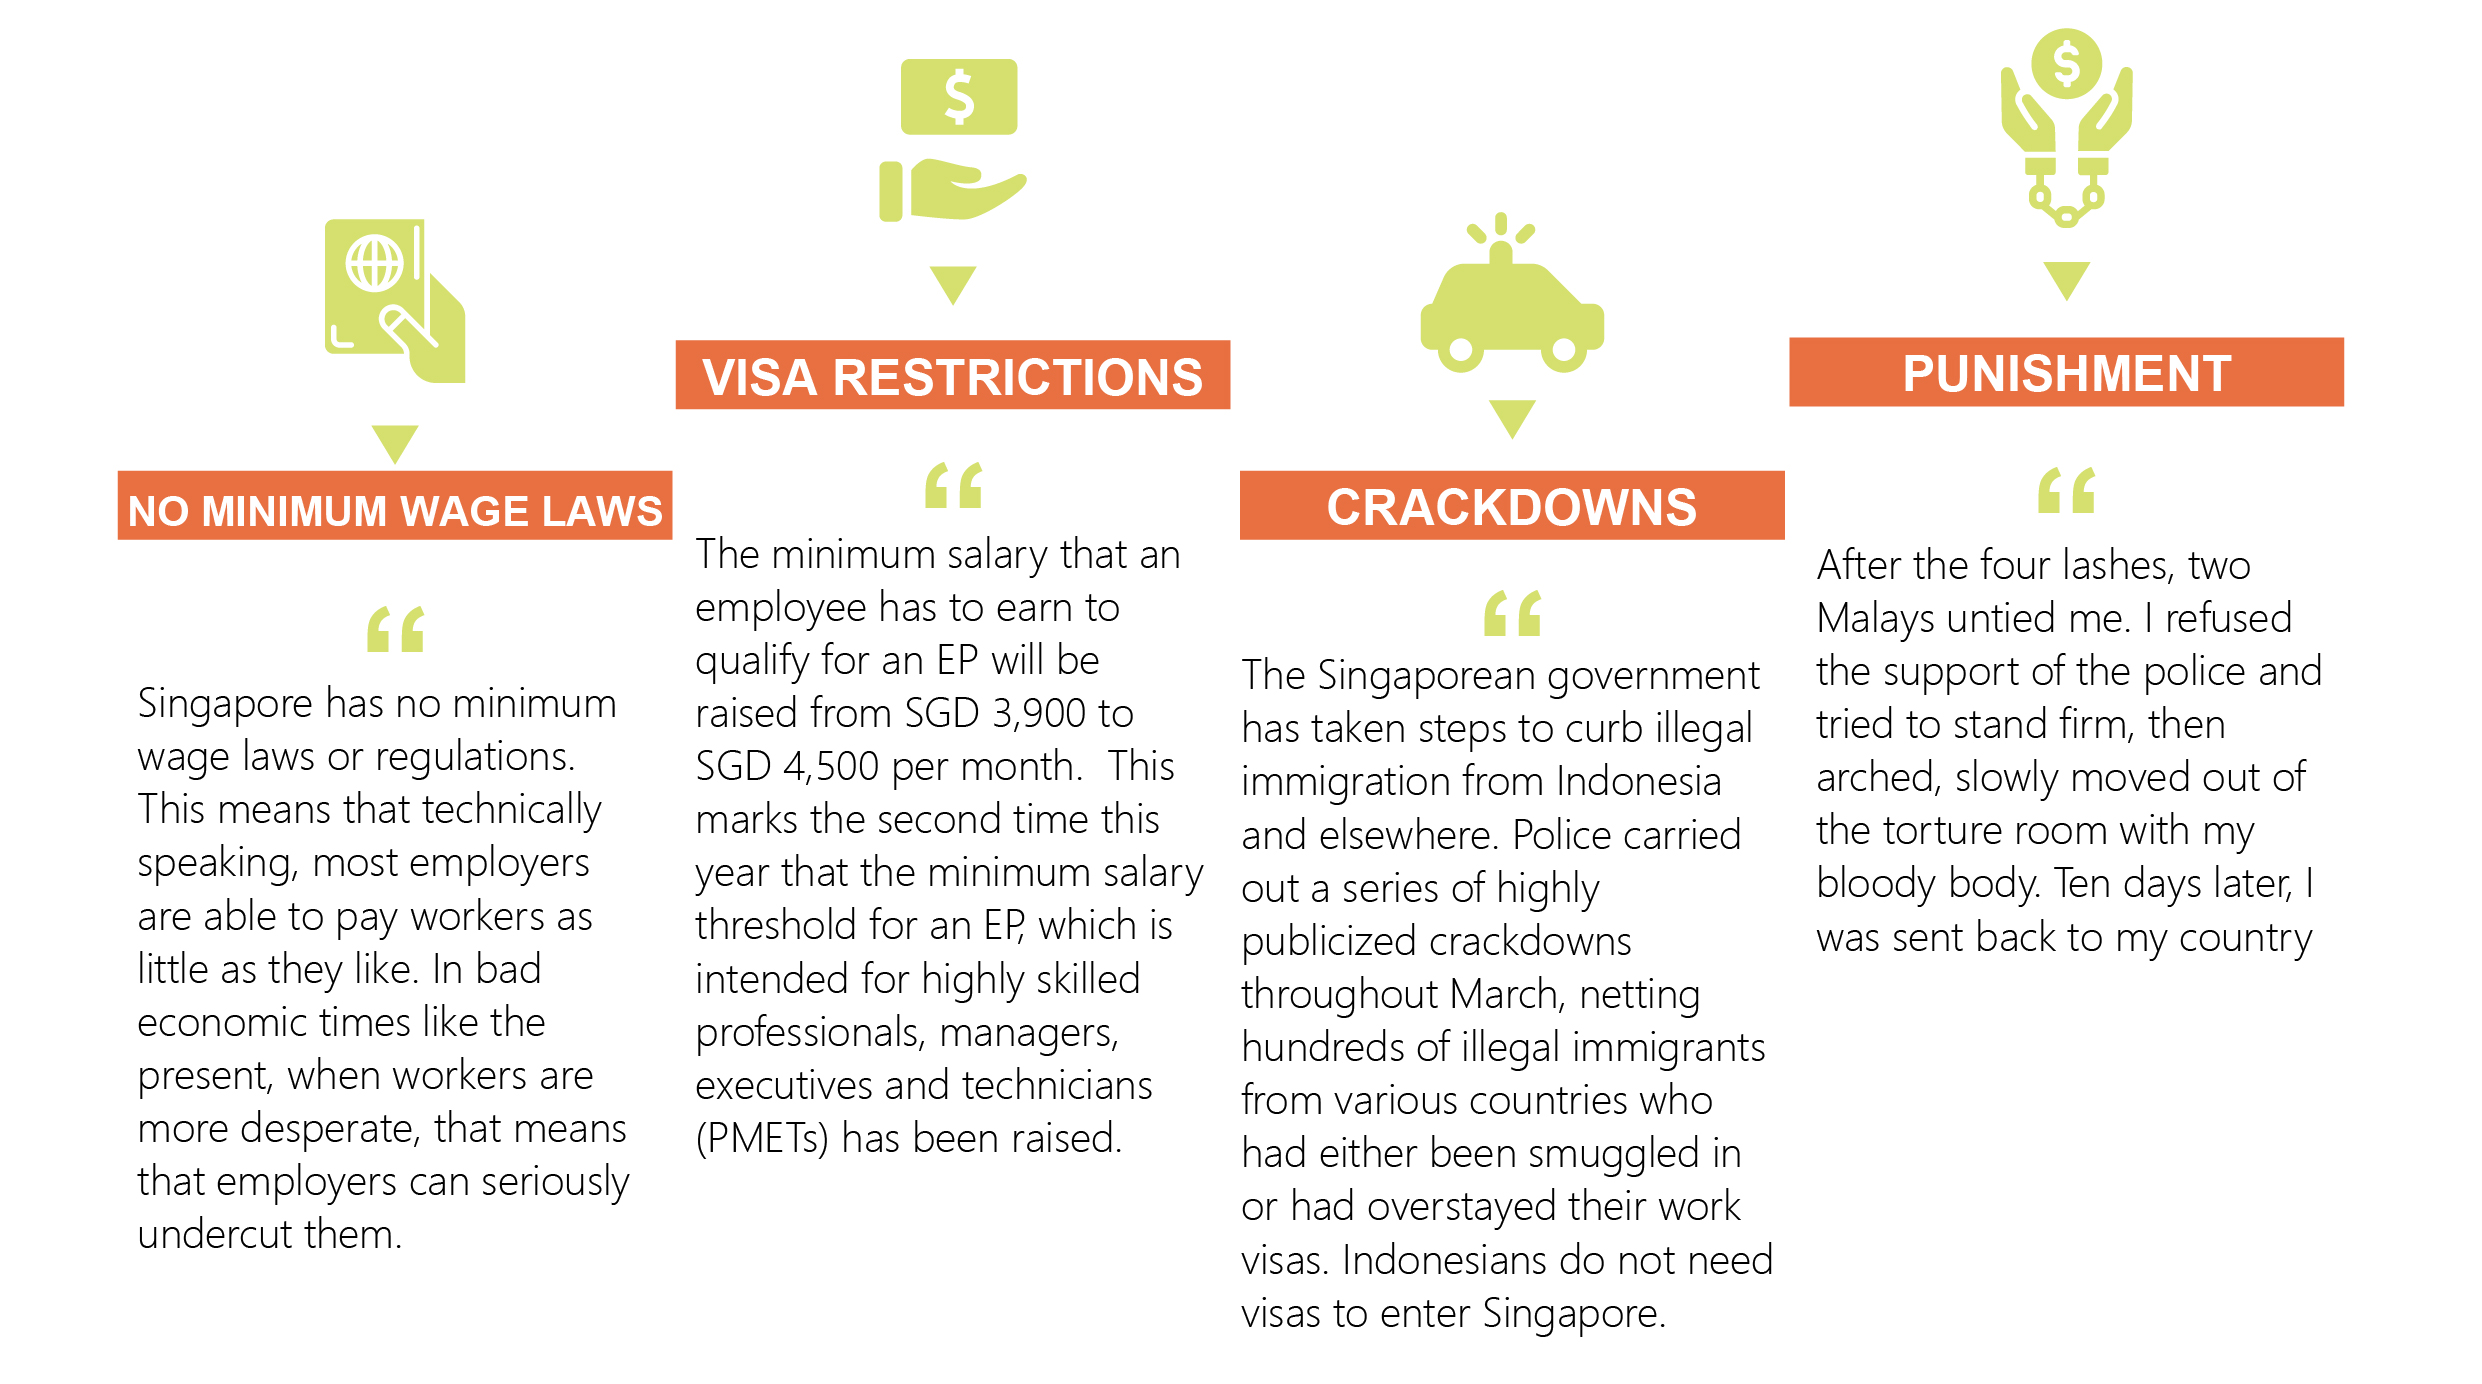 NO MINIMUM WAGE LAWS
“
Singapore has no minimum
wage laws or regulations.
This means that technically
speaking, most employers
are able to pay workers as
little as they like. In bad
economic times like the
present, when workers are
more desperate, that means
that employers can seriously
undercut them.
$
VISA RESTRICTIONS
“
The minimum salary that an
employee has to earn to
qualify for an EP will be
raised from SGD 3,900 to
SGD 4,500 per month.  This
marks the second time this
year that the minimum salary
threshold for an EP, which is
intended for highly skilled
professionals, managers,
executives and technicians
(PMETs) has been raised.
CRACKDOWNS
“
The Singaporean government
has taken steps to curb illegal
immigration from Indonesia
and elsewhere. Police carried
out a series of highly
publicized crackdowns
throughout March, netting
hundreds of illegal immigrants
from various countries who
had either been smuggled in
or had overstayed their work
visas. Indonesians do not need
visas to enter Singapore.
$
PUNISHMENT
“
After the four lashes, two
Malays untied me. I refused
the support of the police and
tried to stand firm, then
arched, slowly moved out of
the torture room with my
bloody body. Ten days later, I
was sent back to my country